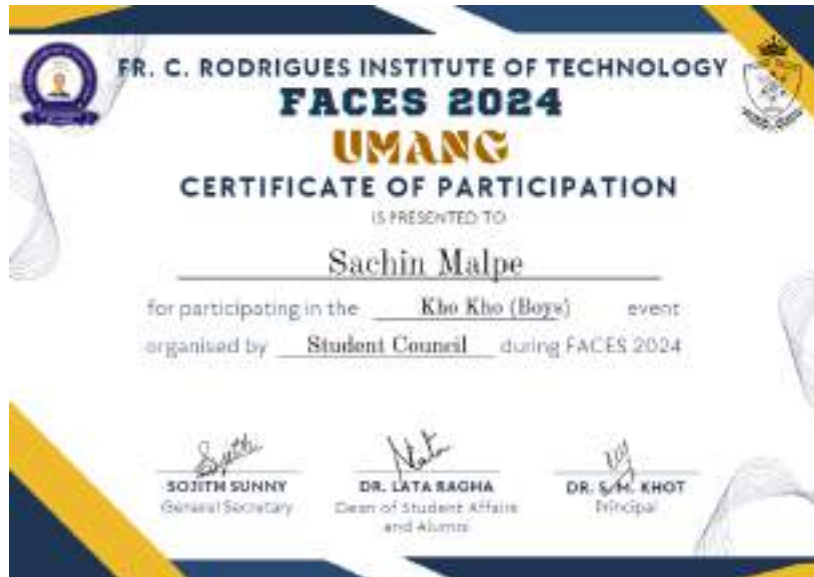 FR. C. RODRIGUES INSTITUTE OF TECHNOLOGY
FACES 2024
UMANG
CERTIFICATE OF PARTICIPATION
IS PRESENTED TO
Sachin Malpe
for participating in the Kho Kho (Boys) event
organised by Student Council during FACES 2024
SOJITH SUNNY
General Secretary
DR. LATA RAGHA
Dean of Student Affairs
and Alumni
DR. S. M. KHOT
Principal